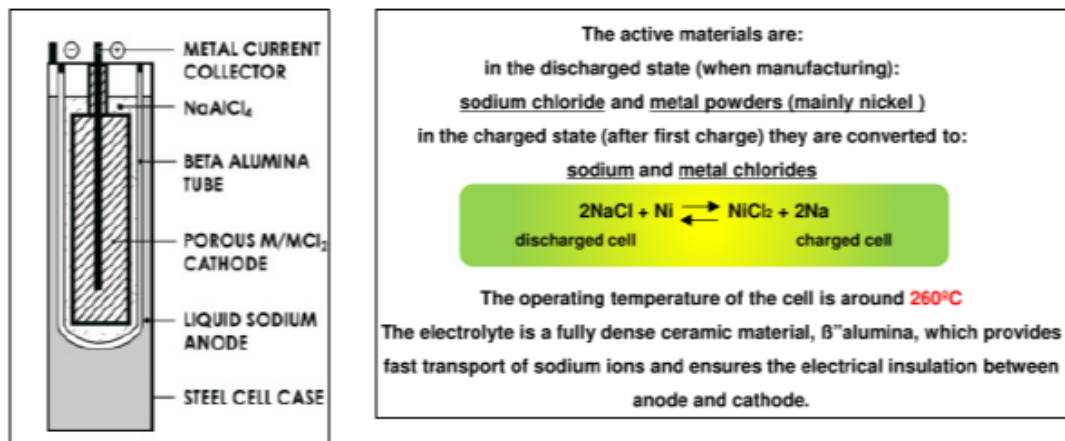 ⊖ ⊕
METAL CURRENT
COLLECTOR
NaAlCl₄
BETA ALUMINA
TUBE
POROUS M/MCl₂
CATHODE
LIQUID SODIUM
ANODE
STEEL CELL CASE
The active materials are:
in the discharged state (when manufacturing):
sodium chloride and metal powders (mainly nickel )
in the charged state (after first charge) they are converted to:
sodium and metal chlorides
2NaCl + Ni ⇄ NiCl₂ + 2Na
discharged cell charged cell
The operating temperature of the cell is around 260ºC
The electrolyte is a fully dense ceramic material, ß”alumina, which provides
fast transport of sodium ions and ensures the electrical insulation between
anode and cathode.